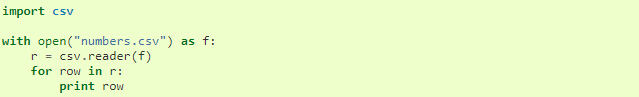 import csv
with open("numbers.csv") as f:
    r = csv.reader(f)
    for row in r:
        print row